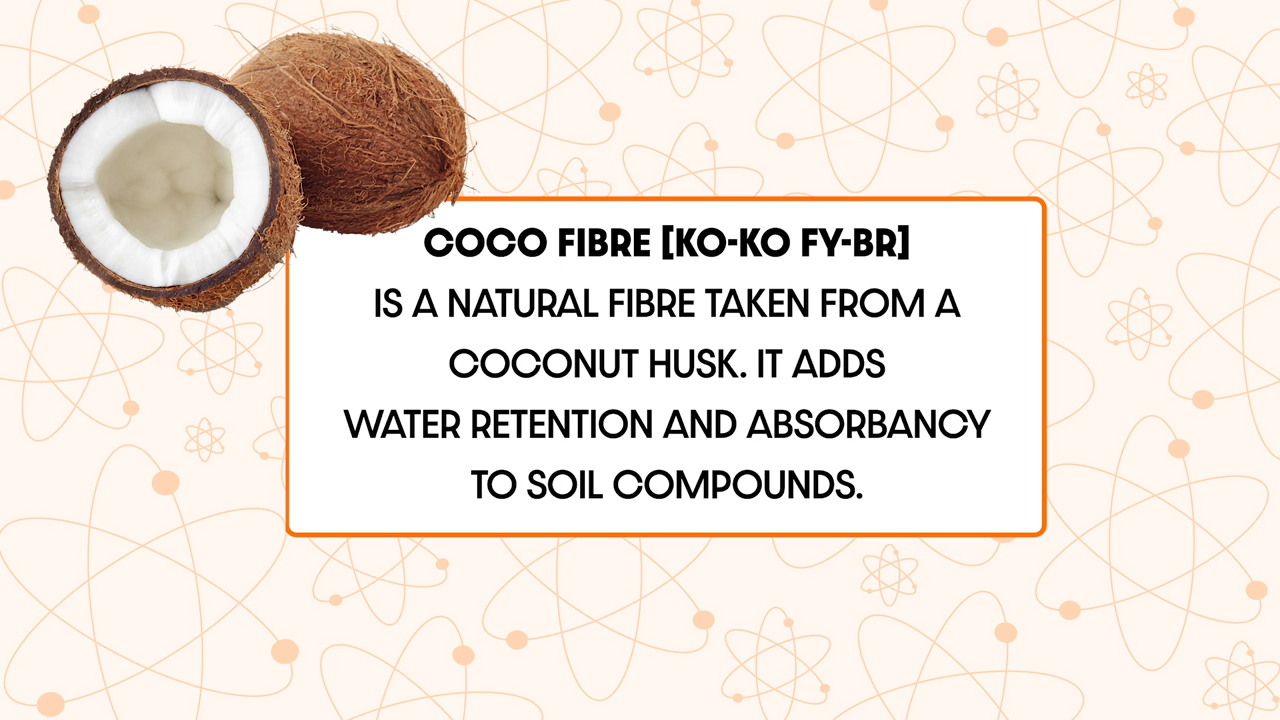 COCO FIBRE [KO-KO FY-BR]
IS A NATURAL FIBRE TAKEN FROM A
COCONUT HUSK. IT ADDS
WATER RETENTION AND ABSORBANCY
TO SOIL COMPOUNDS.